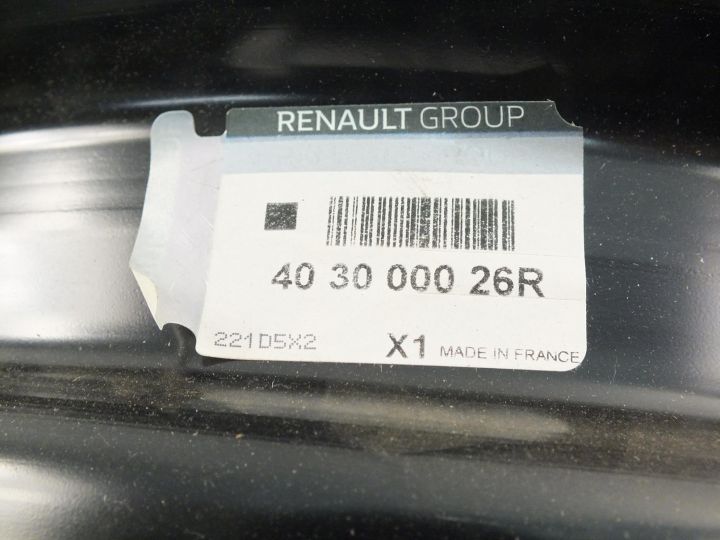 RENAULT GROUP
40 30 000 26R
221D5X2
X1 MADE IN FRANCE